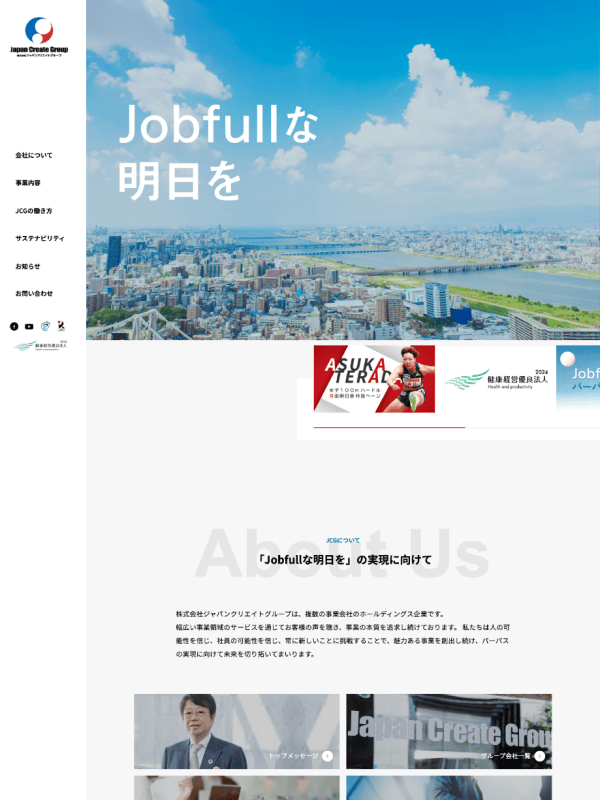 Japan Create Group
株式会社ジャパンクリエイトグループ
会社について
事業内容
JCGの働き方
サステナビリティ
お知らせ
お問い合わせ
2024
健康経営優良法人
Health and productivity
Jobfullな
明日を
ASUKA
TERADA
女子100mハードル
寺田明日香 特設ページ
2024
健康経営優良法人
Health and productivity
Jobf
パーパ
About Us
JCGについて
「Jobfullな明日を」の実現に向けて
株式会社ジャパンクリエイトグループは、複数の事業会社のホールディングス企業です。
幅広い事業領域のサービスを通じてお客様の声を聴き、事業の本質を追求し続けております。 私たちは人の可
能性を信じ、社員の可能性を信じ、常に新しいことに挑戦することで、魅力ある事業を創出し続け、パーパス
の実現に向けて未来を切り拓いてまいります。
トップメッセージ
Japan Create Grou
グループ会社一覧